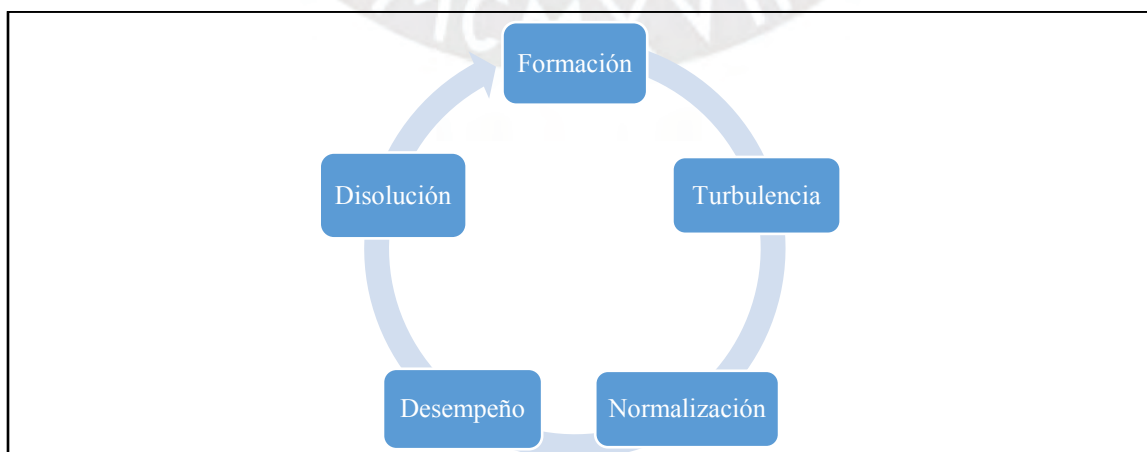 Formación
Turbulencia
Normalización
Desempeño
Disolución